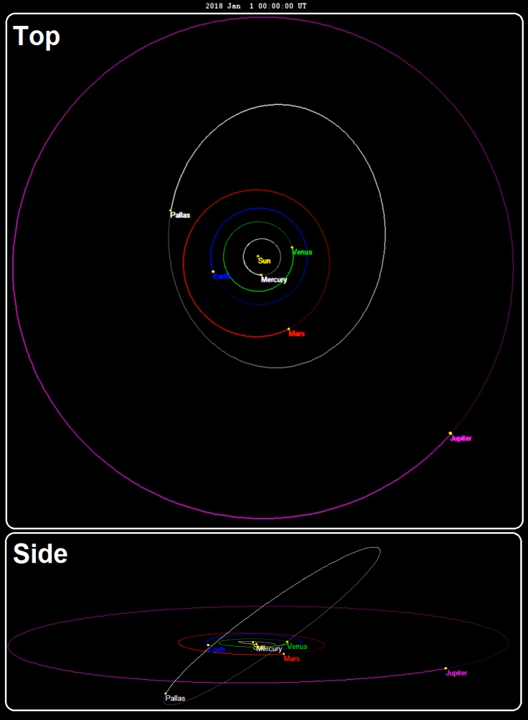 2018 Jan 1 00:00:00 UT
Top
Pallas
Venus
Sun
Earth
Mercury
Mars
Jupiter
Side
Earth
Mercury
Venus
Mars
Jupiter
Pallas